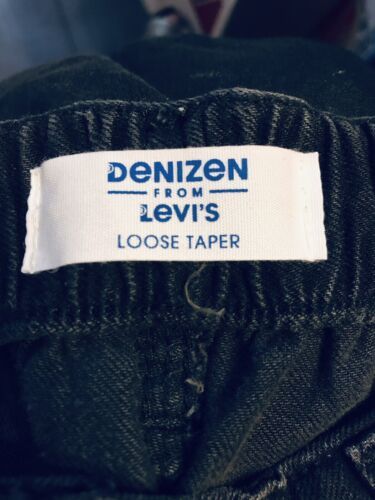 DENIZEN
FROM
LEVI'S
LOOSE TAPER